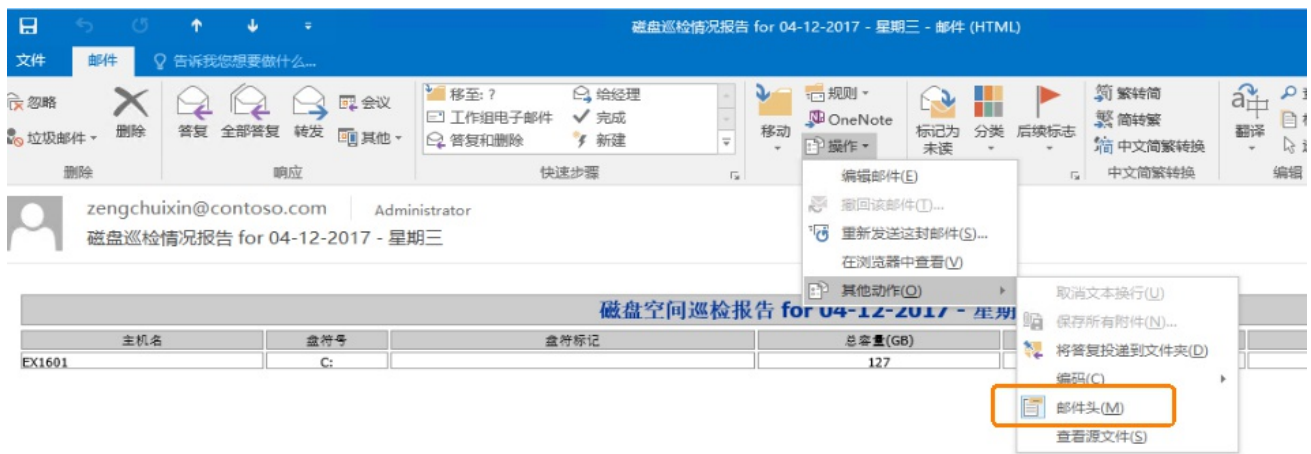 磁盘巡检情况报告 for 04-12-2017 - 星期三 - 邮件 (HTML)
文件 邮件 告诉我您想要做什么...
忽略
垃圾邮件
删除
答复 全部答复 转发
会议
其他
移至: ? 给经理
工作组电子邮件 完成
答复和删除 新建
移动
规则
OneNote
操作
标记为未读
分类
后续标志
繁转简
简转繁
中文简繁转换
翻译
删除 响应 快速步骤 中文简繁转换 编辑
编辑邮件(E)
撤回该邮件(T)...
重新发送这封邮件(S)...
在浏览器中查看(V)
其他动作(O)
取消文本换行(U)
保存所有附件(N)...
将答复投递到文件夹(D)
编码(C)
邮件头(M)
查看源文件(S)
zengchuixin@contoso.com Administrator
磁盘巡检情况报告 for 04-12-2017 - 星期三
磁盘空间巡检报告 for 04-12-2017 - 星期
主机名 盘符号 盘符标记 总容量(GB)
EX1601 C: 127